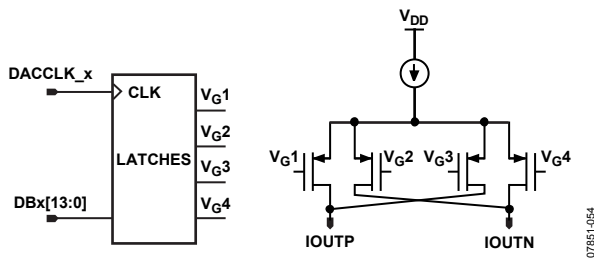 VDD
DACCLK_x
CLK
VG1
VG2
LATCHES
VG3
VG4
DBx[13:0]
VG1
VG2
VG3
VG4
IOUTP
IOUTN
07851-054